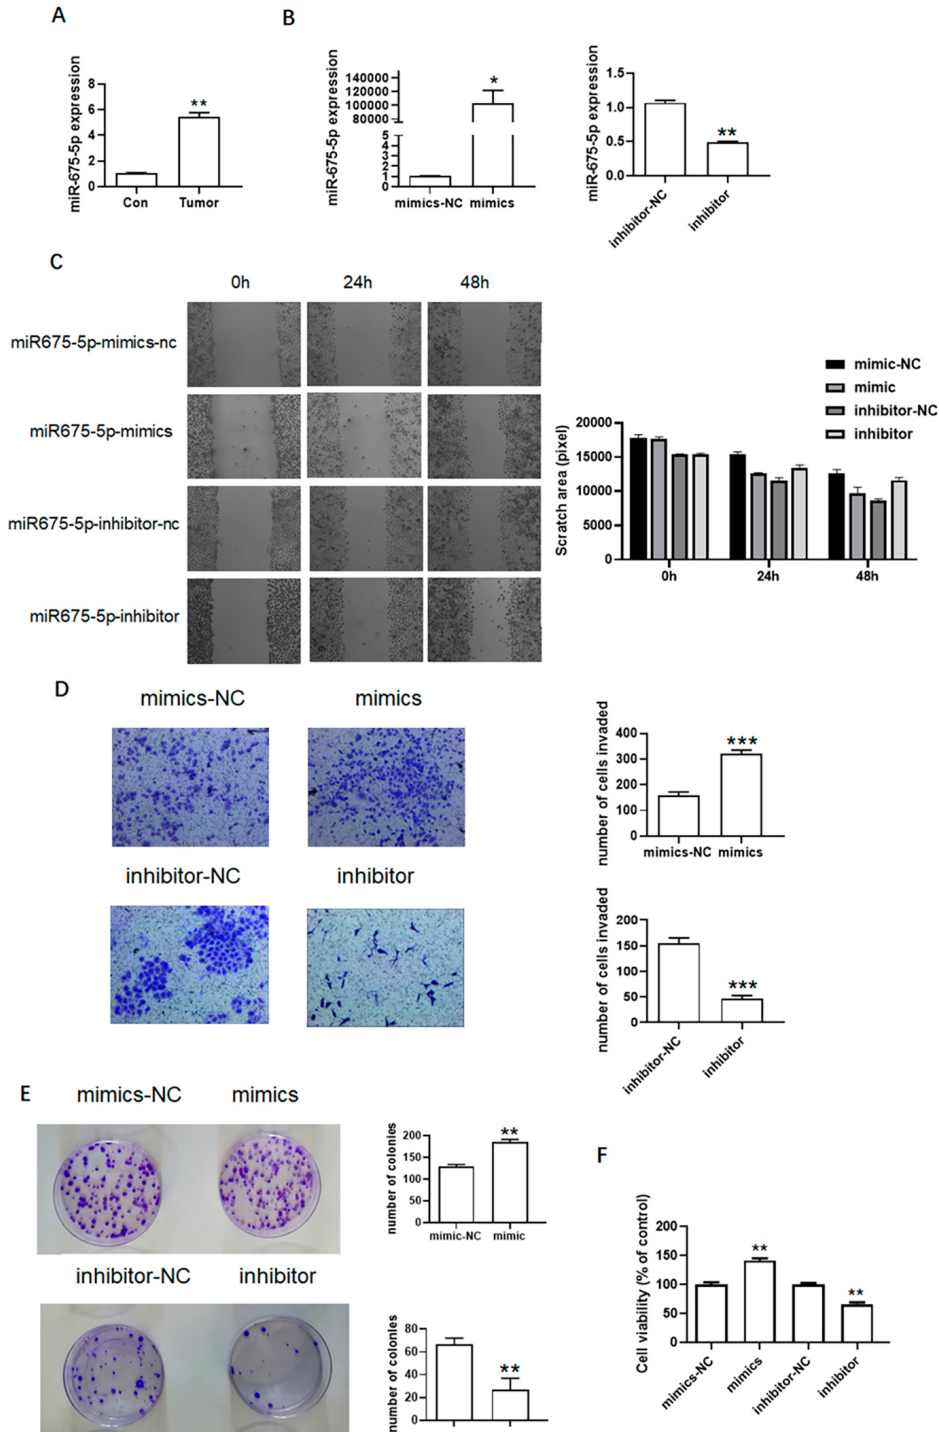 A
miR-675-5p expression
8
6
4
2
0
**
Con
Tumor
B
miR-675-5p expression
140000
120000
100000
80000
5
4
3
2
1
0
*
mimics-NC
mimics
miR-675-5p expression
1.5
1.0
0.5
0.0
**
inhibitor-NC
inhibitor
C
0h
24h
48h
miR675-5p-mimics-nc
miR675-5p-mimics
miR675-5p-inhibitor-nc
miR675-5p-inhibitor
mimic-NC
mimic
inhibitor-NC
inhibitor
Scratch area (pixel)
20000
15000
10000
5000
0
0h
24h
48h
D
mimics-NC
mimics
inhibitor-NC
inhibitor
number of cells invaded
400
300
200
100
0
***
mimics-NC
mimics
number of cells invaded
200
150
100
50
0
***
inhibitor-NC
inhibitor
E
mimics-NC
mimics
inhibitor-NC
inhibitor
number of colonies
200
150
100
50
0
**
mimic-NC
mimic
number of colonies
80
60
40
20
0
**
F
Cell viability (% of control)
200
150
100
50
0
**
**
mimics-NC
mimics
inhibitor-NC
inhibitor